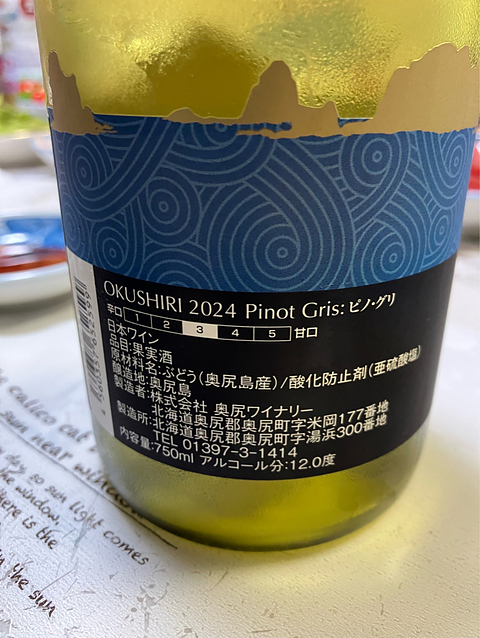 OKUSHIRI 2024 Pinot Gris: ピノ・グリ
辛口 1 2 3 4 5 甘口
日本ワイン
品目:果実酒
原材料名:ぶどう(奥尻島産)/酸化防止剤(亜硫酸塩)
醸造地:奥尻島
製造者:株式会社 奥尻ワイナリー
北海道奥尻郡奥尻町字米岡177番地
製造所:北海道奥尻郡奥尻町字湯浜300番地
TEL 01397-3-1414
内容量:750ml アルコール分:12.0度
calico cat
sun near window
so sun light comes
the window.
here is the
in the sun